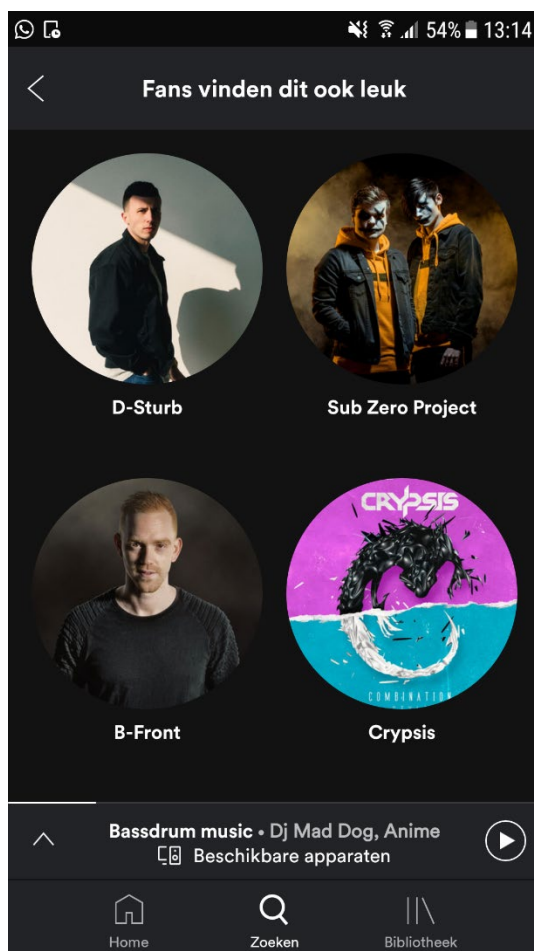 54% 13:14
Fans vinden dit ook leuk
D-Sturb
Sub Zero Project
CRYPSIS
COMBINATION
B-Front
Crypsis
Bassdrum music • Dj Mad Dog, Anime
Beschikbare apparaten
Home
Zoeken
Bibliotheek